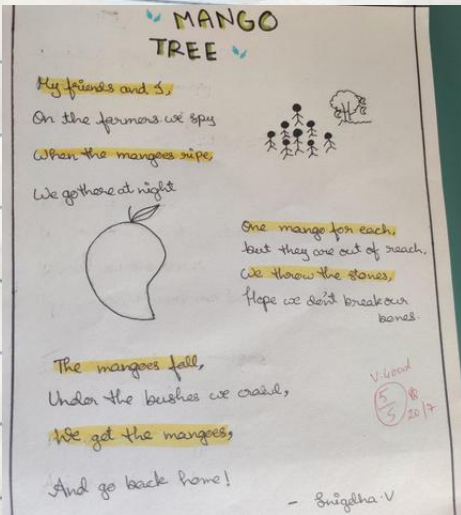 MANGO
TREE
My friends and I,
On the farmers we spy
When the mangoes ripe,
We go there at night
One mango for each,
but they are out of reach,
We throw the stones,
Hope we don't break our
bones.
The mangoes fall,
Under the bushes we crawl,
We get the mangoes,
And go back home!
V.Good
5/5
20/7
- Snigdha.V